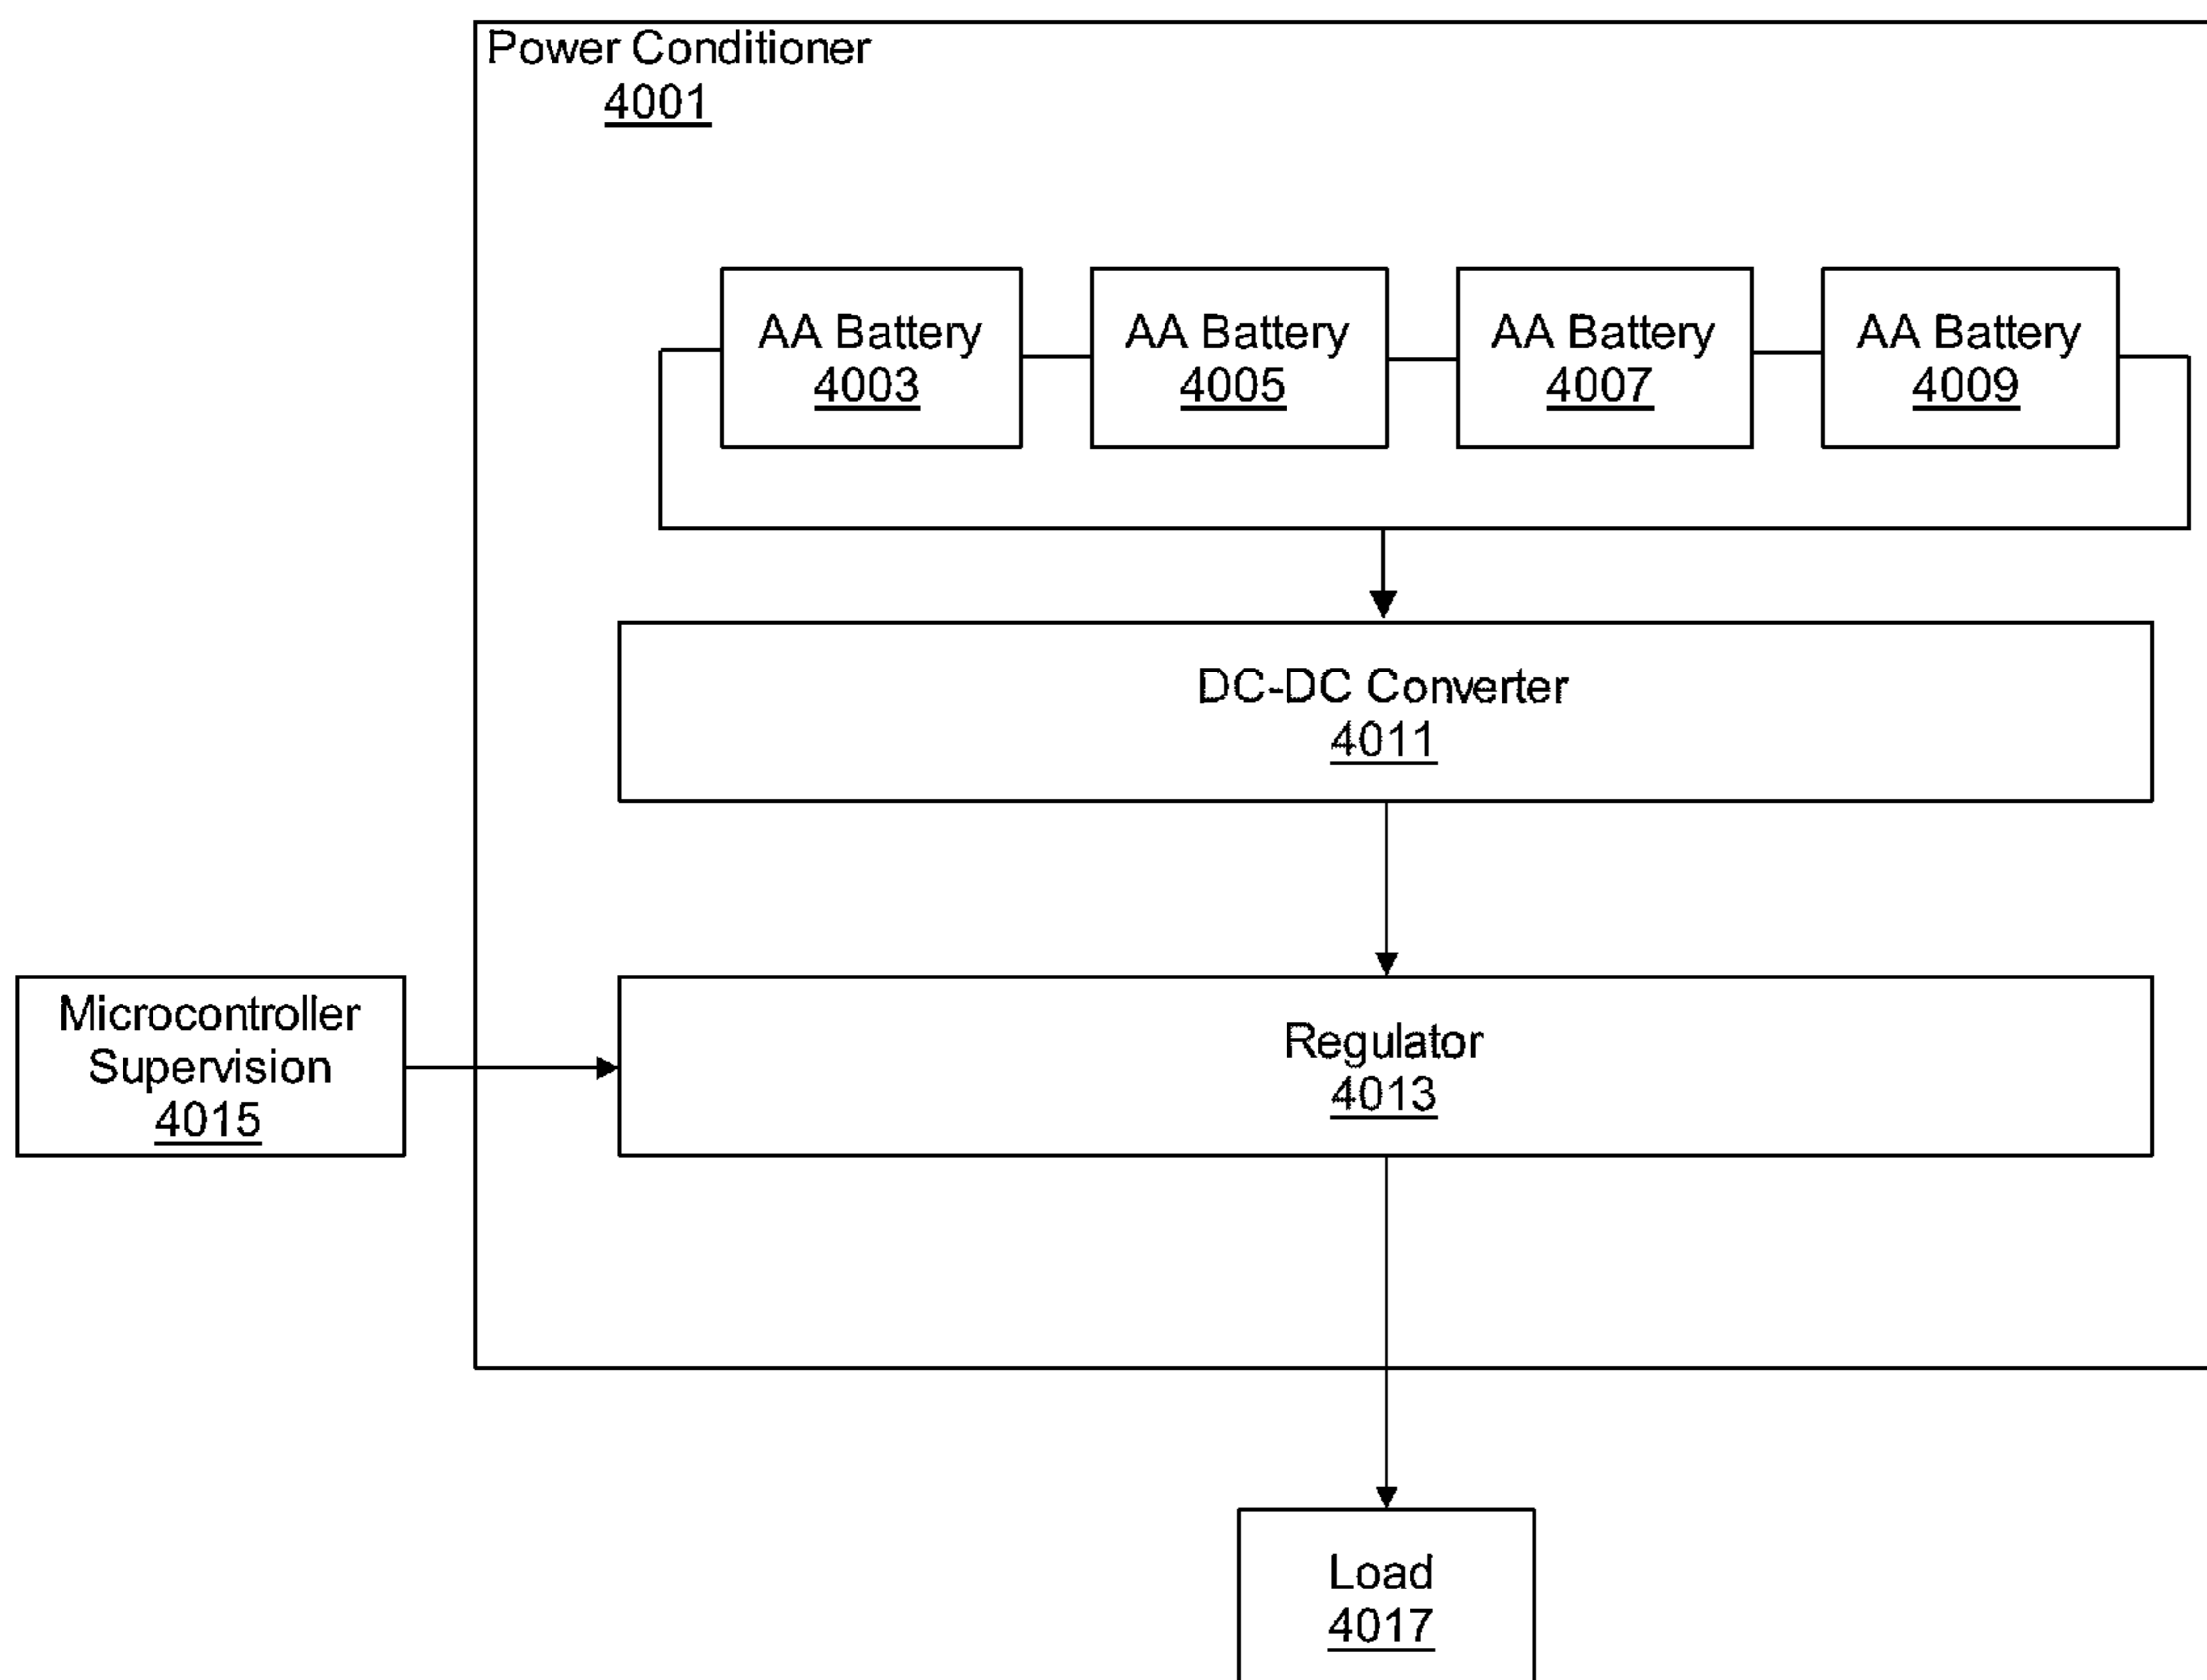 Power Conditioner
4001
AA Battery
4003
AA Battery
4005
AA Battery
4007
AA Battery
4009
DC-DC Converter
4011
Microcontroller
Supervision
4015
Regulator
4013
Load
4017